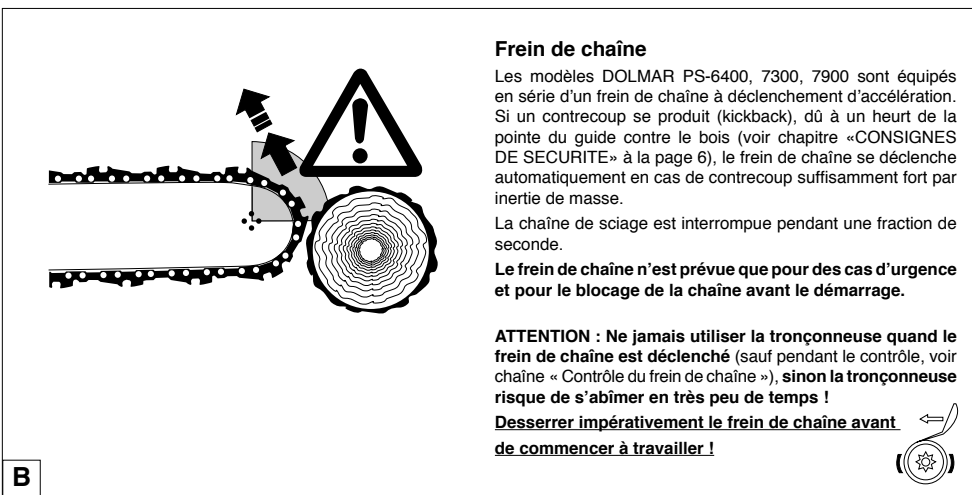 Frein de chaîne
Les modèles DOLMAR PS-6400, 7300, 7900 sont équipés
en série d'un frein de chaîne à déclenchement d'accélération.
Si un contrecoup se produit (kickback), dû à un heurt de la
pointe du guide contre le bois (voir chapitre «CONSIGNES
DE SECURITE» à la page 6), le frein de chaîne se déclenche
automatiquement en cas de contrecoup suffisamment fort par
inertie de masse.
La chaîne de sciage est interrompue pendant une fraction de
seconde.
Le frein de chaîne n'est prévue que pour des cas d'urgence
et pour le blocage de la chaîne avant le démarrage.
ATTENTION : Ne jamais utiliser la tronçonneuse quand le
frein de chaîne est déclenché (sauf pendant le contrôle, voir
chaîne « Contrôle du frein de chaîne »), sinon la tronçonneuse
risque de s'abîmer en très peu de temps !
Desserrer impérativement le frein de chaîne avant
de commencer à travailler !
B